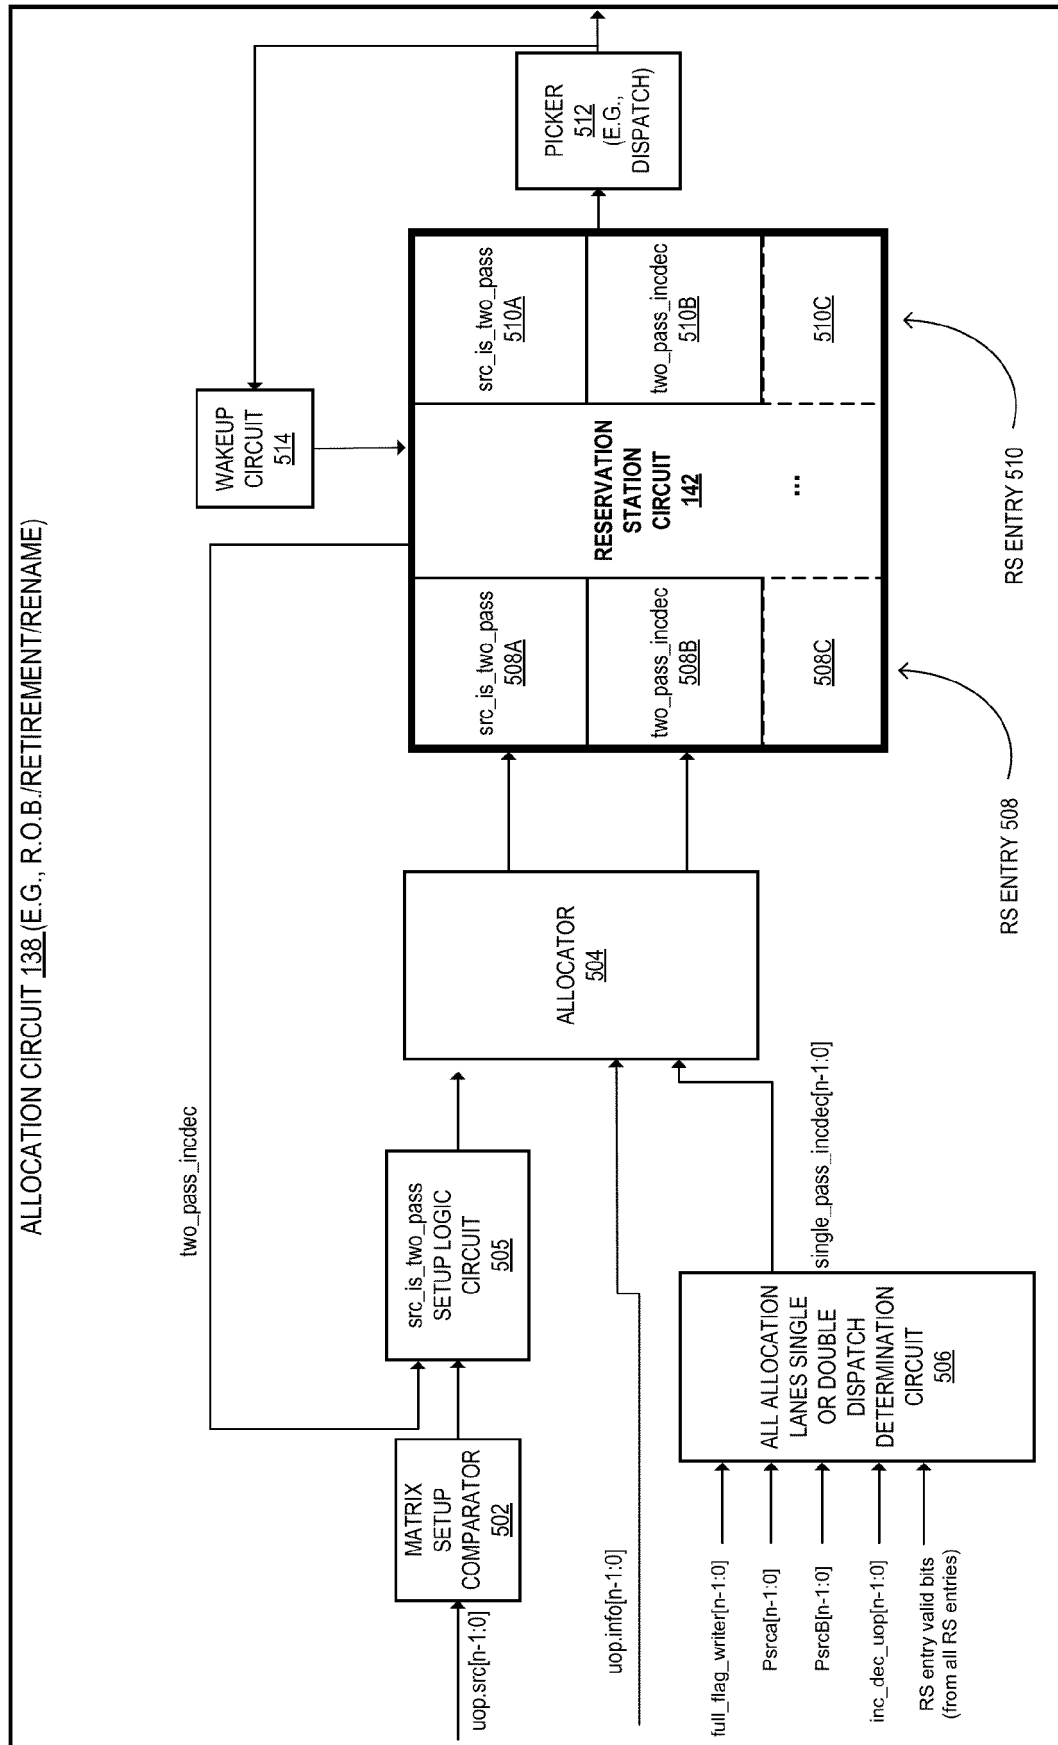 ALLOCATION CIRCUIT 138 (E.G., R.O.B./RETIREMENT/RENAME)
two_pass_incdec
WAKEUP
CIRCUIT
514
uop.src[n-1:0]
MATRIX
SETUP
COMPARATOR
502
src_is_two_pass
SETUP LOGIC
CIRCUIT
505
uop.info[n-1:0]
ALLOCATOR
504
src_is_two_pass
508A
two_pass_incdec
508B
508C
RESERVATION
STATION
CIRCUIT
142
...
src_is_two_pass
510A
two_pass_incdec
510B
510C
PICKER
512
(E.G.,
DISPATCH)
full_flag_writer[n-1:0]
Psrca[n-1:0]
PsrcB[n-1:0]
inc_dec_uop[n-1:0]
RS entry valid bits
(from all RS entries)
ALL ALLOCATION
LANES SINGLE
OR DOUBLE
DISPATCH
DETERMINATION
CIRCUIT
506
single_pass_incdec[n-1:0]
RS ENTRY 508
RS ENTRY 510